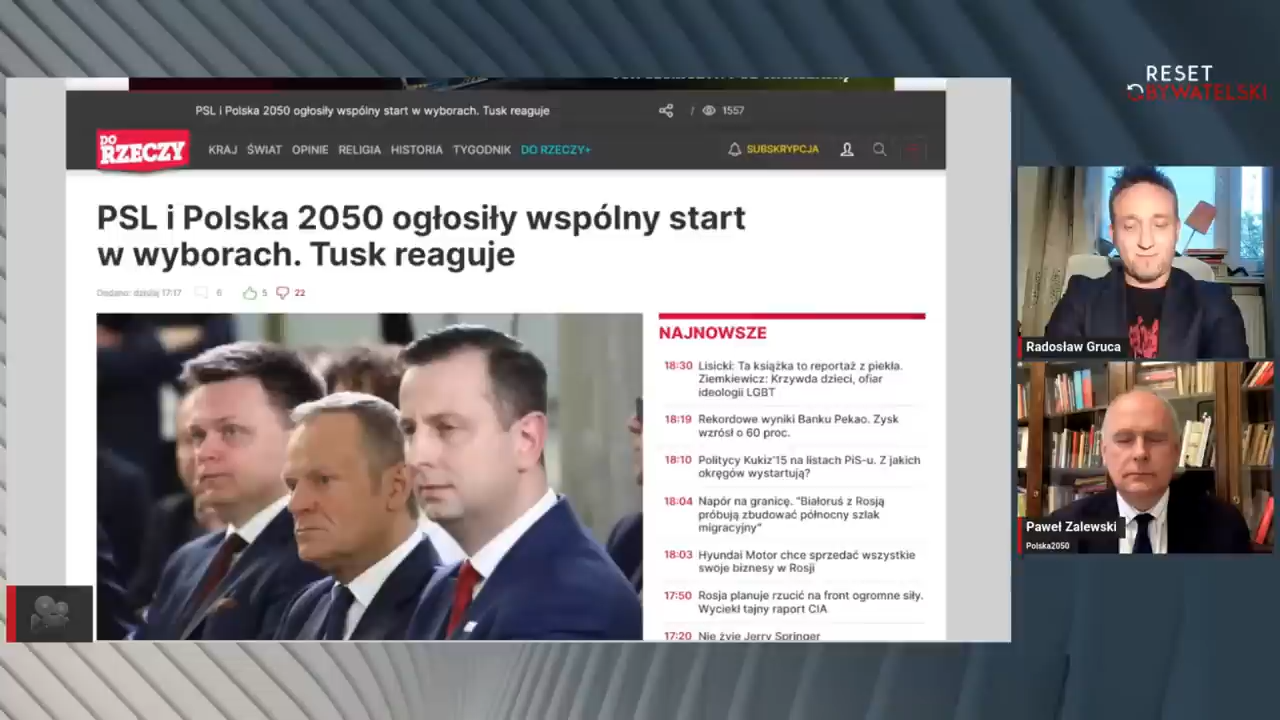 PSL i Polska 2050 ogłosiły wspólny start w wyborach. Tusk reaguje
/ 1557
DO RZECZY
KRAJ ŚWIAT OPINIE RELIGIA HISTORIA TYGODNIK DO RZECZY+
SUBSKRYPCJA
PSL i Polska 2050 ogłosiły wspólny start
w wyborach. Tusk reaguje
Dodano: dzisiaj 17:17 6 5 22
NAJNOWSZE
18:30 Lisicki: Ta książka to reportaż z piekła.
Ziemkiewicz: Krzywda dzieci, ofiar
ideologii LGBT
18:19 Rekordowe wyniki Banku Pekao. Zysk
wzrósł o 60 proc.
18:10 Politycy Kukiz'15 na listach PiS-u. Z jakich
okręgów wystartują?
18:04 Napór na granicę. "Białoruś z Rosją
próbują zbudować północny szlak
migracyjny"
18:03 Hyundai Motor chce sprzedać wszystkie
swoje biznesy w Rosji
17:50 Rosja planuje rzucić na front ogromne siły.
Wyciekł tajny raport CIA
17:20 Nie żyje Jerry Springer
RESET
OBYWATELSKI
Radosław Gruca
Paweł Zalewski
Polska2050